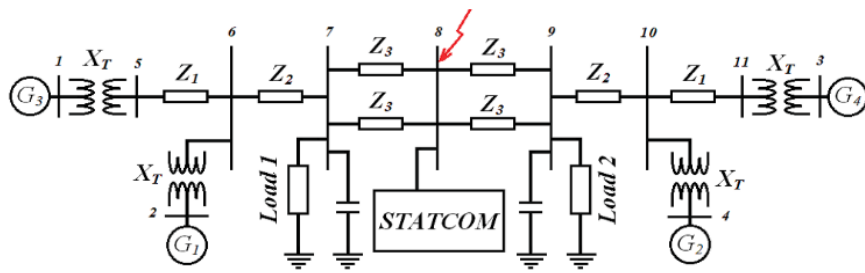 6 7 8 9 10
1 X_T 5 Z_1 Z_2 Z_3 Z_3 Z_2 Z_1 11 X_T 3
G_3 G_4
Z_3 Z_3
X_T Load 1 STATCOM Load 2 X_T
2 4
G_1 G_2